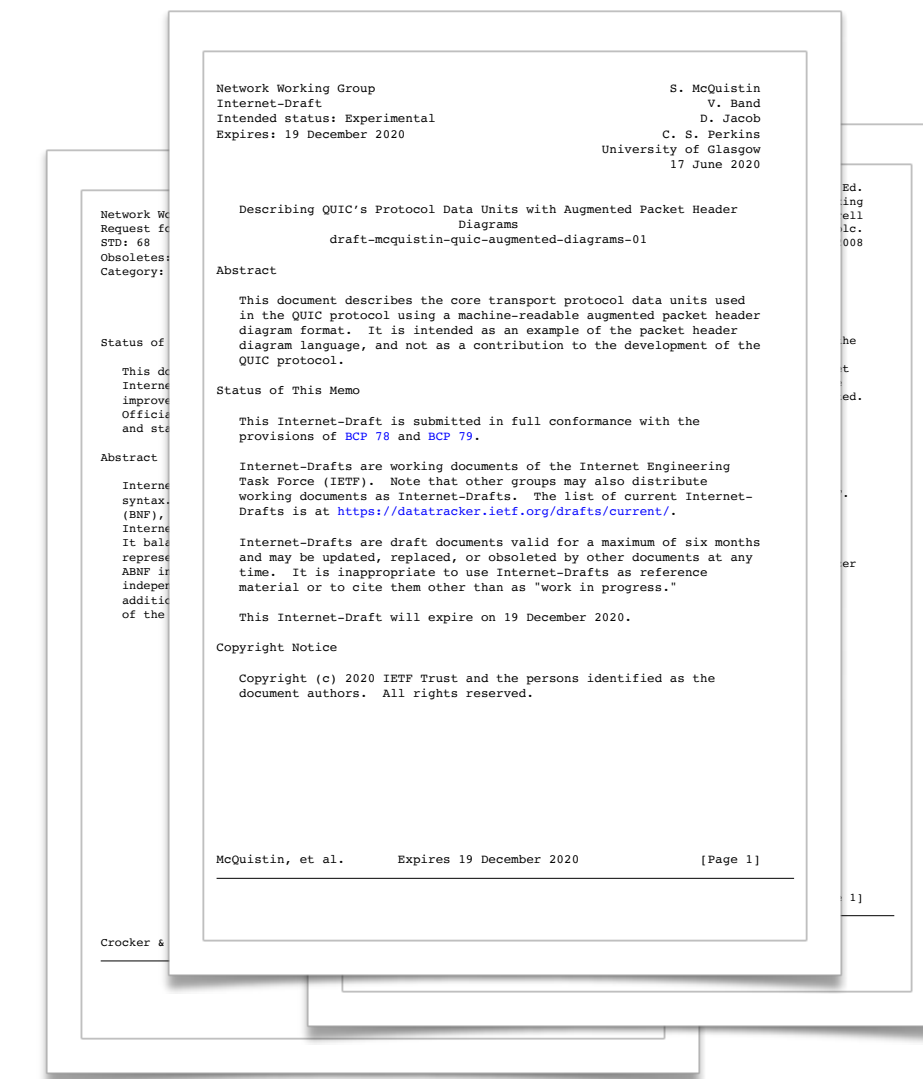 Network Working Group S. McQuistin
Internet-Draft V. Band
Intended status: Experimental D. Jacob
Expires: 19 December 2020 C. S. Perkins
University of Glasgow
17 June 2020
Describing QUIC's Protocol Data Units with Augmented Packet Header
Diagrams
draft-mcquistin-quic-augmented-diagrams-01
Abstract
This document describes the core transport protocol data units used
in the QUIC protocol using a machine-readable augmented packet header
diagram format. It is intended as an example of the packet header
diagram language, and not as a contribution to the development of the
QUIC protocol.
Status of This Memo
This Internet-Draft is submitted in full conformance with the
provisions of BCP 78 and BCP 79.
Internet-Drafts are working documents of the Internet Engineering
Task Force (IETF). Note that other groups may also distribute
working documents as Internet-Drafts. The list of current Internet-
Drafts is at https://datatracker.ietf.org/drafts/current/.
Internet-Drafts are draft documents valid for a maximum of six months
and may be updated, replaced, or obsoleted by other documents at any
time. It is inappropriate to use Internet-Drafts as reference
material or to cite them other than as "work in progress."
This Internet-Draft will expire on 19 December 2020.
Copyright Notice
Copyright (c) 2020 IETF Trust and the persons identified as the
document authors. All rights reserved.
McQuistin, et al. Expires 19 December 2020 [Page 1]
Network Wo
Request fo
STD: 68
Obsoletes:
Category:
Status of
This do
Interne
improve
Officia
and sta
Abstract
Interne
syntax.
(BNF),
Interne
It bala
represe
ABNF in
indepen
additio
of the
Crocker &
Ed.
ing
ell
lc.
008
he
t
ed.
.
er
1]